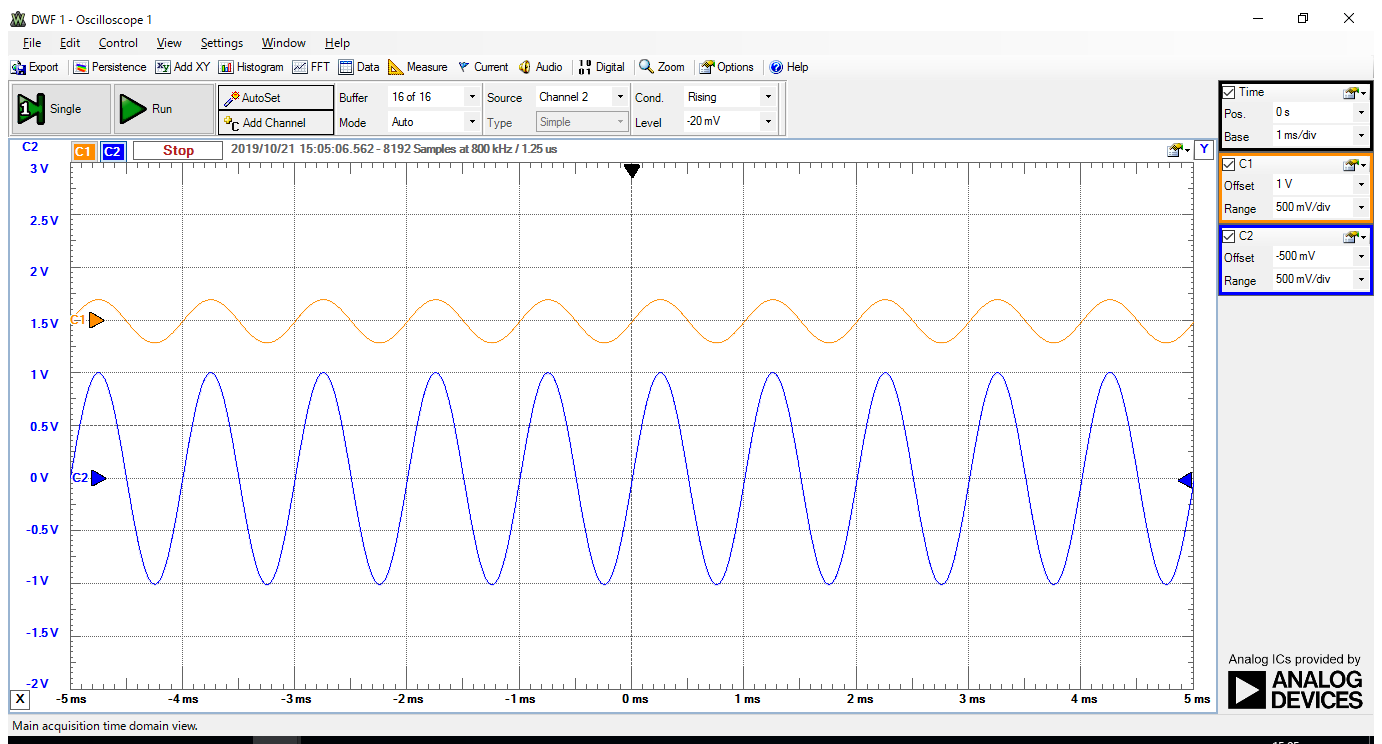 DWF 1 - Oscilloscope 1
File Edit Control View Settings Window Help
Export Persistence Add XY Histogram FFT Data Measure Current Audio Digital Zoom Options Help
1 Single Run AutoSet Buffer 16 of 16 Source Channel 2 Cond. Rising
C Add Channel Mode Auto Type Simple Level -20 mV
C2 C1 C2 Stop 2019/10/21 15:05:06.562 - 8192 Samples at 800 kHz / 1.25 us Y
3 V
2.5 V
2 V
C1 1.5 V
1 V
0.5 V
0 V C2
-0.5 V
-1 V
-1.5 V
-2 V
X -5 ms -4 ms -3 ms -2 ms -1 ms 0 ms 1 ms 2 ms 3 ms 4 ms 5 ms
Time
Pos. 0 s
Base 1 ms/div
C1
Offset 1 V
Range 500 mV/div
C2
Offset -500 mV
Range 500 mV/div
Analog ICs provided by
ANALOG
DEVICES
Main acquisition time domain view.